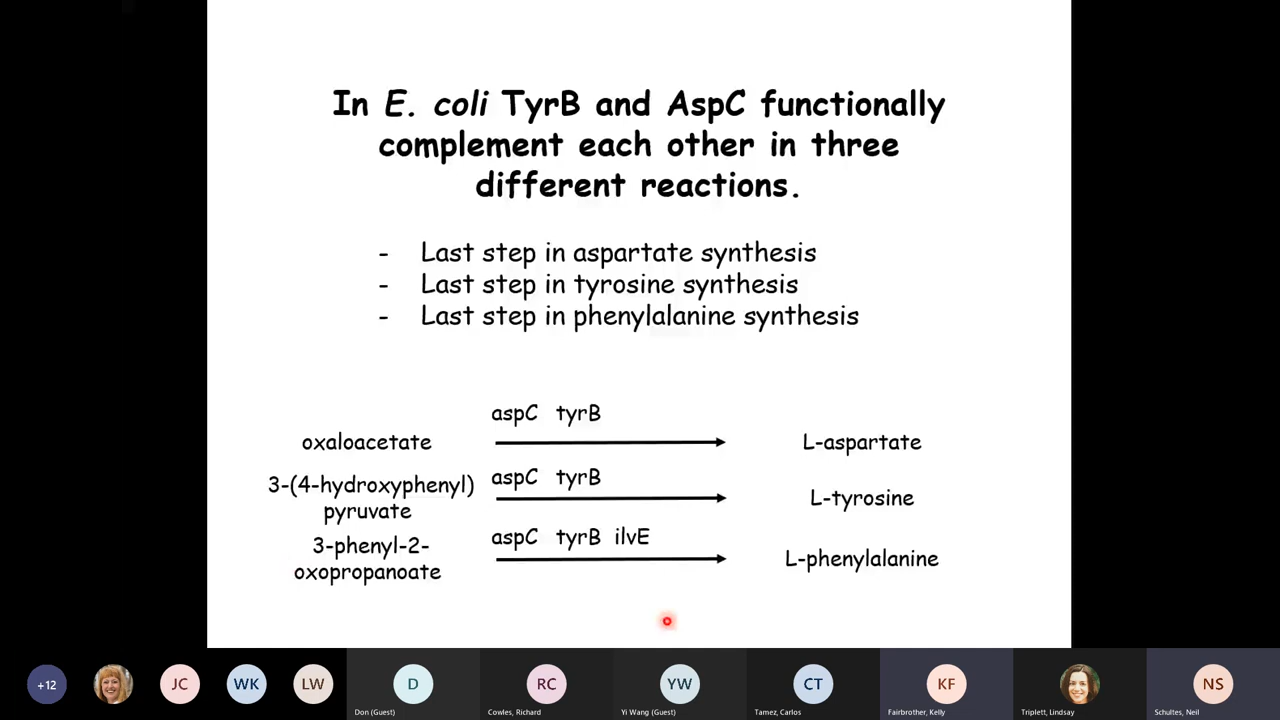 In E. coli TyrB and AspC functionally
complement each other in three
different reactions.
- Last step in aspartate synthesis
- Last step in tyrosine synthesis
- Last step in phenylalanine synthesis
aspC tyrB
oxaloacetate L-aspartate
aspC tyrB
3-(4-hydroxyphenyl)
pyruvate
L-tyrosine
aspC tyrB ilvE
3-phenyl-2-
oxopropanoate
L-phenylalanine
+12 JC WK LW D RC YW CT KF NS
Don (Guest) Cowles, Richard Yi Wang (Guest) Tamez, Carlos Fairbrother, Kelly Triplett, Lindsay Schultes, Neil